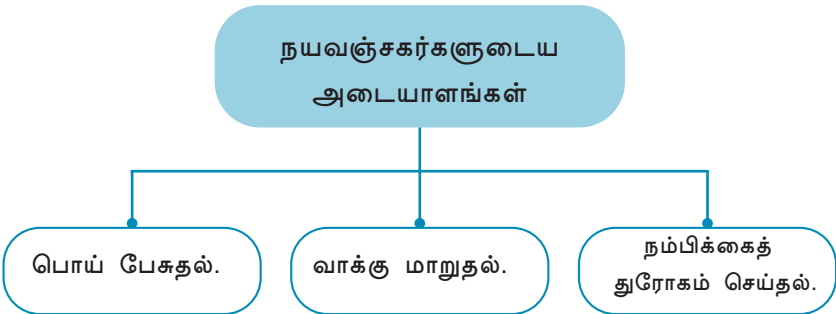 நயவஞ்சகர்களுடைய
அடையாளங்கள்
பொய் பேசுதல்.
வாக்கு மாறுதல்.
நம்பிக்கைத்
துரோகம் செய்தல்.